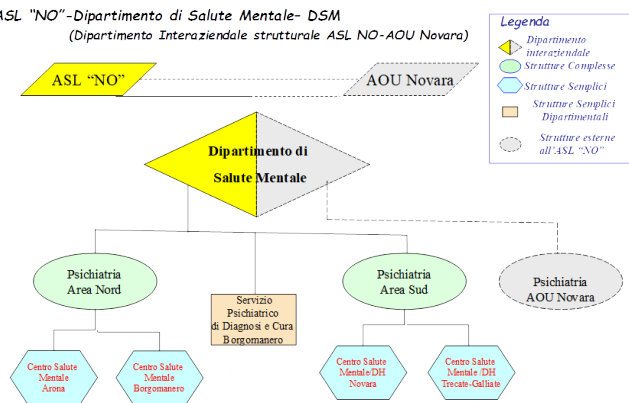 ASL "NO"-Dipartimento di Salute Mentale– DSM
(Dipartimento Interaziendale strutturale ASL NO-AOU Novara)
Legenda
Dipartimento
interaziendale
Strutture Complesse
Strutture Semplici
Strutture Semplici
Dipartimentali
Strutture esterne
all'ASL "NO"
ASL "NO"
AOU Novara
Dipartimento di
Salute Mentale
Psichiatria
Area Nord
Servizio
Psichiatrico
di Diagnosi e Cura
Borgomanero
Psichiatria
Area Sud
Psichiatria
AOU Novara
Centro Salute
Mentale
Arona
Centro Salute
Mentale
Borgomanero
Centro Salute
Mentale/DH
Novara
Centro Salute
Mentale /DH
Trecate-Galliate